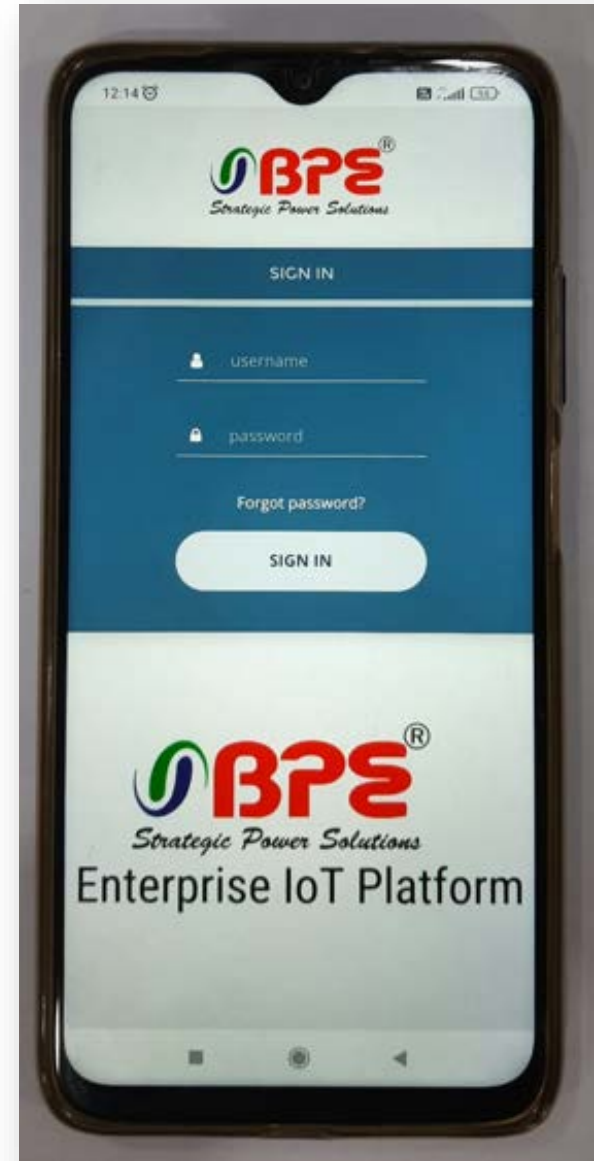 12:14
BPE®
Strategic Power Solutions
SIGN IN
username
password
Forgot password?
SIGN IN
BPE®
Strategic Power Solutions
Enterprise IoT Platform